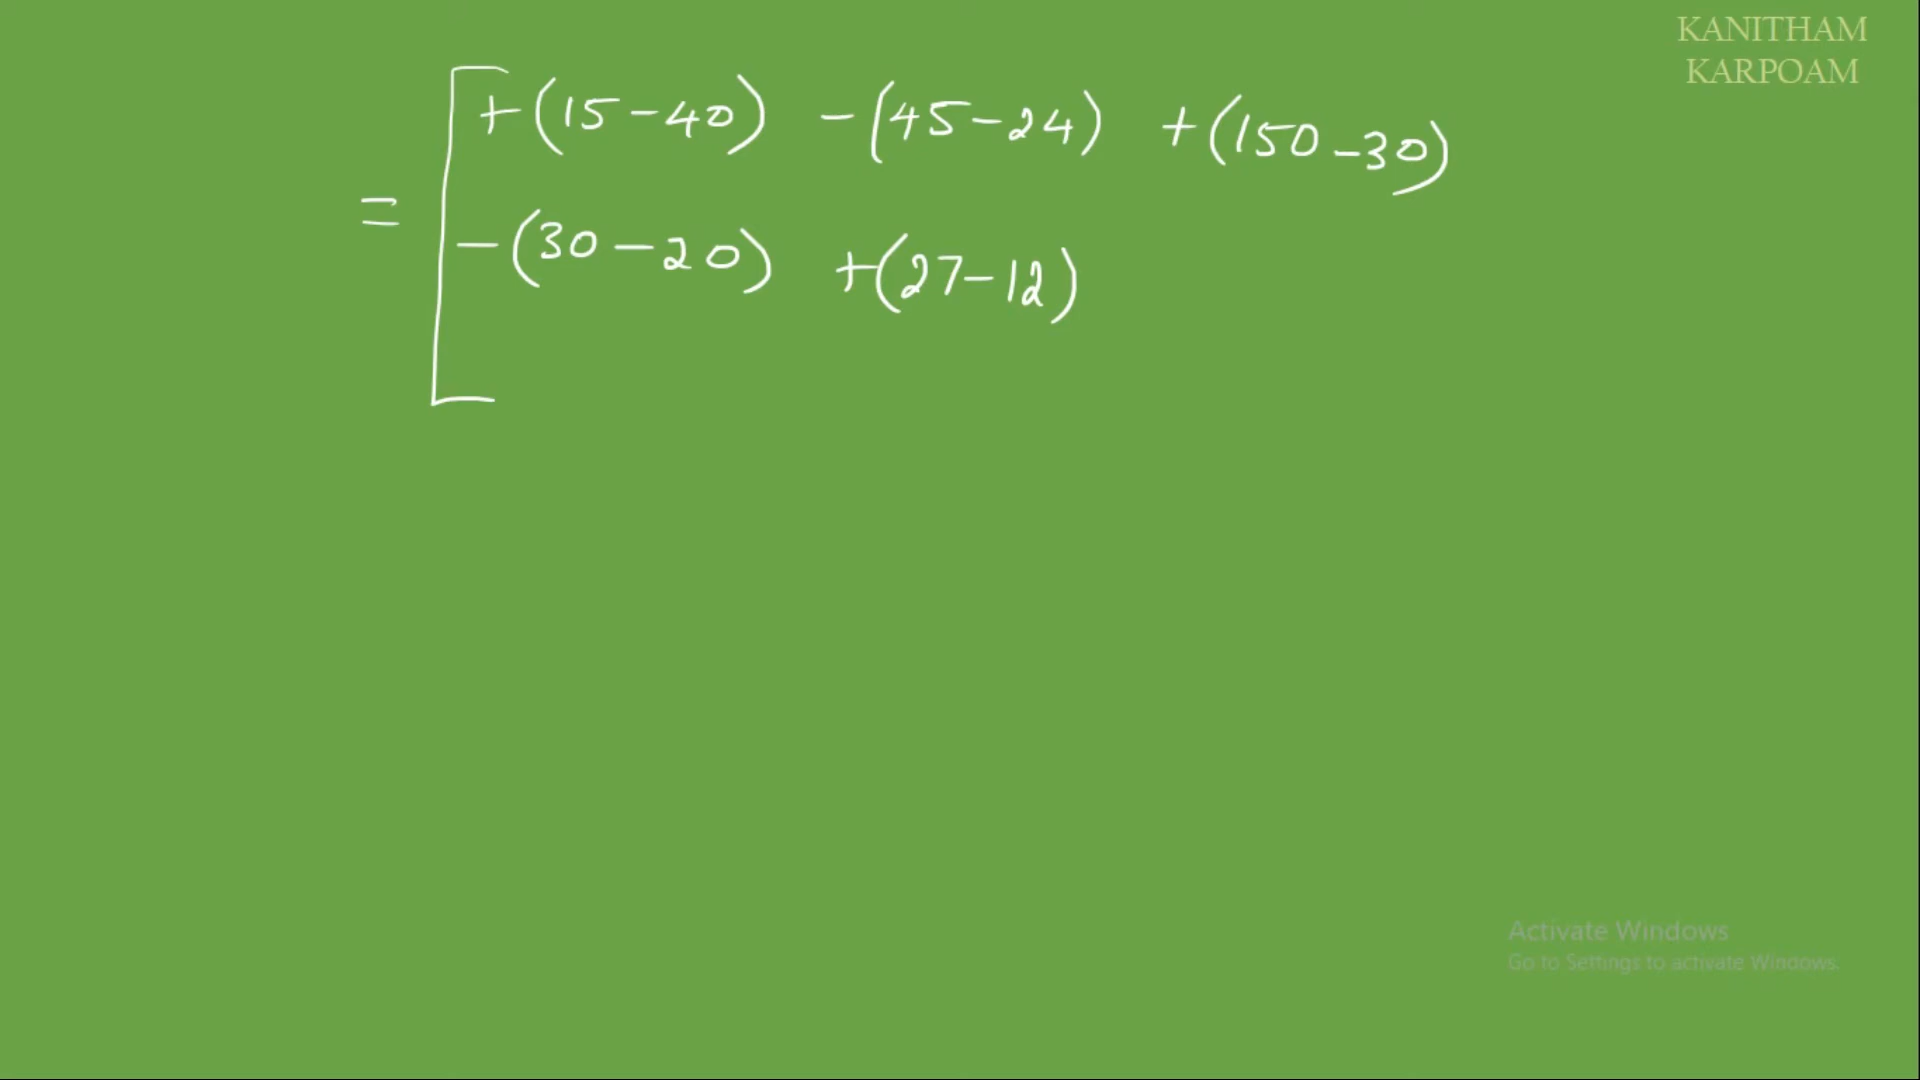 KANITHAM
KARPOAM
+(15-40) -(45-24) +(150-30)
=
-(30-20) +(27-12)
Activate Windows
Go to Settings to activate Windows.